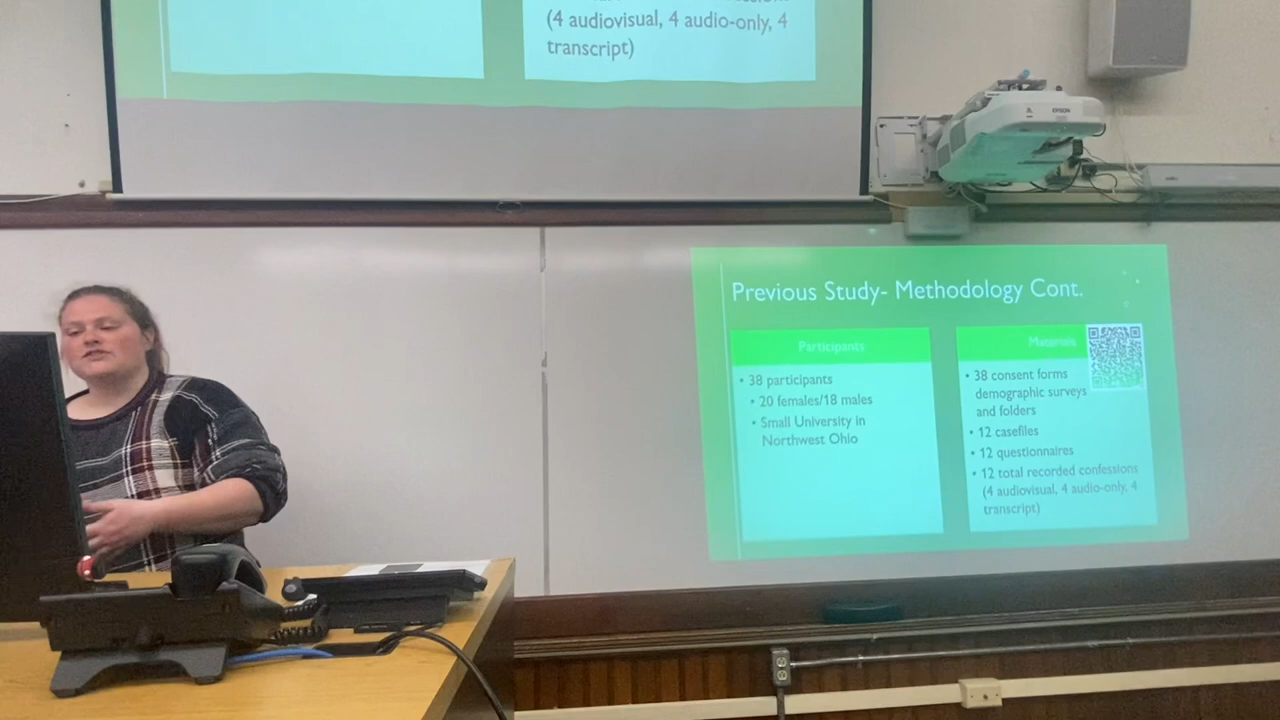 (4 audiovisual, 4 audio-only, 4
transcript)
EPSON
Previous Study- Methodology Cont.
Participants
• 38 participants
• 20 females/18 males
• Small University in
Northwest Ohio
Materials
• 38 consent forms
demographic surveys
and folders
• 12 casefiles
• 12 questionnaires
• 12 total recorded confessions
(4 audiovisual, 4 audio-only, 4
transcript)